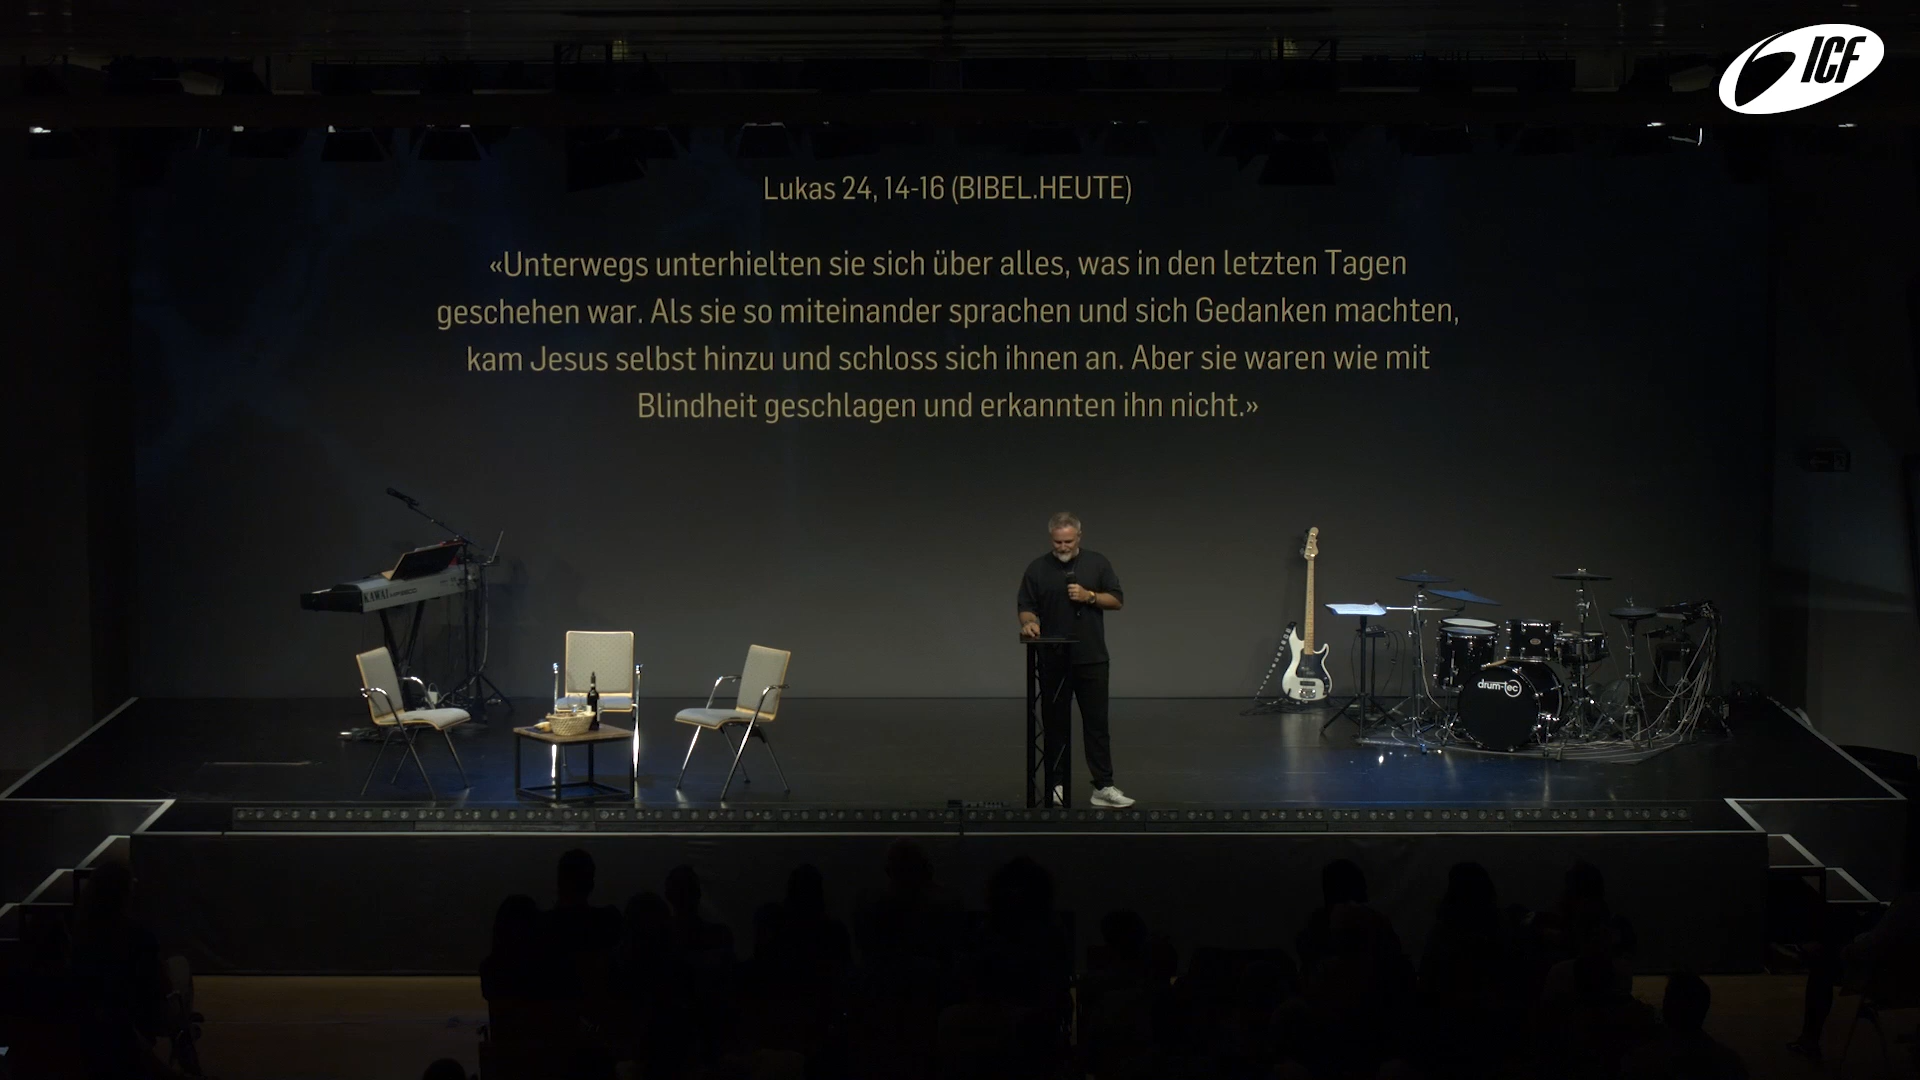 ICF
Lukas 24, 14-16 (BIBEL.HEUTE)
«Unterwegs unterhielten sie sich über alles, was in den letzten Tagen
geschehen war. Als sie so miteinander sprachen und sich Gedanken machten,
kam Jesus selbst hinzu und schloss sich ihnen an. Aber sie waren wie mit
Blindheit geschlagen und erkannten ihn nicht.»
KAWAI
drum-tec